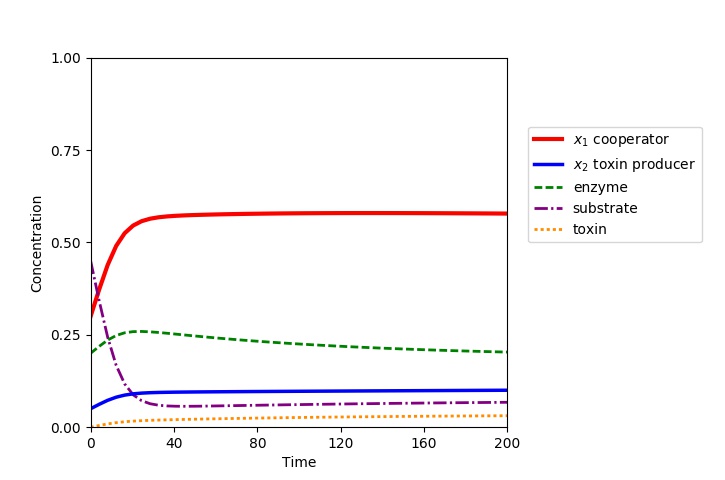 1.00
0.75
0.50
0.25
0.00
Concentration
0 40 80 120 160 200
Time
x₁ cooperator
x₂ toxin producer
enzyme
substrate
toxin